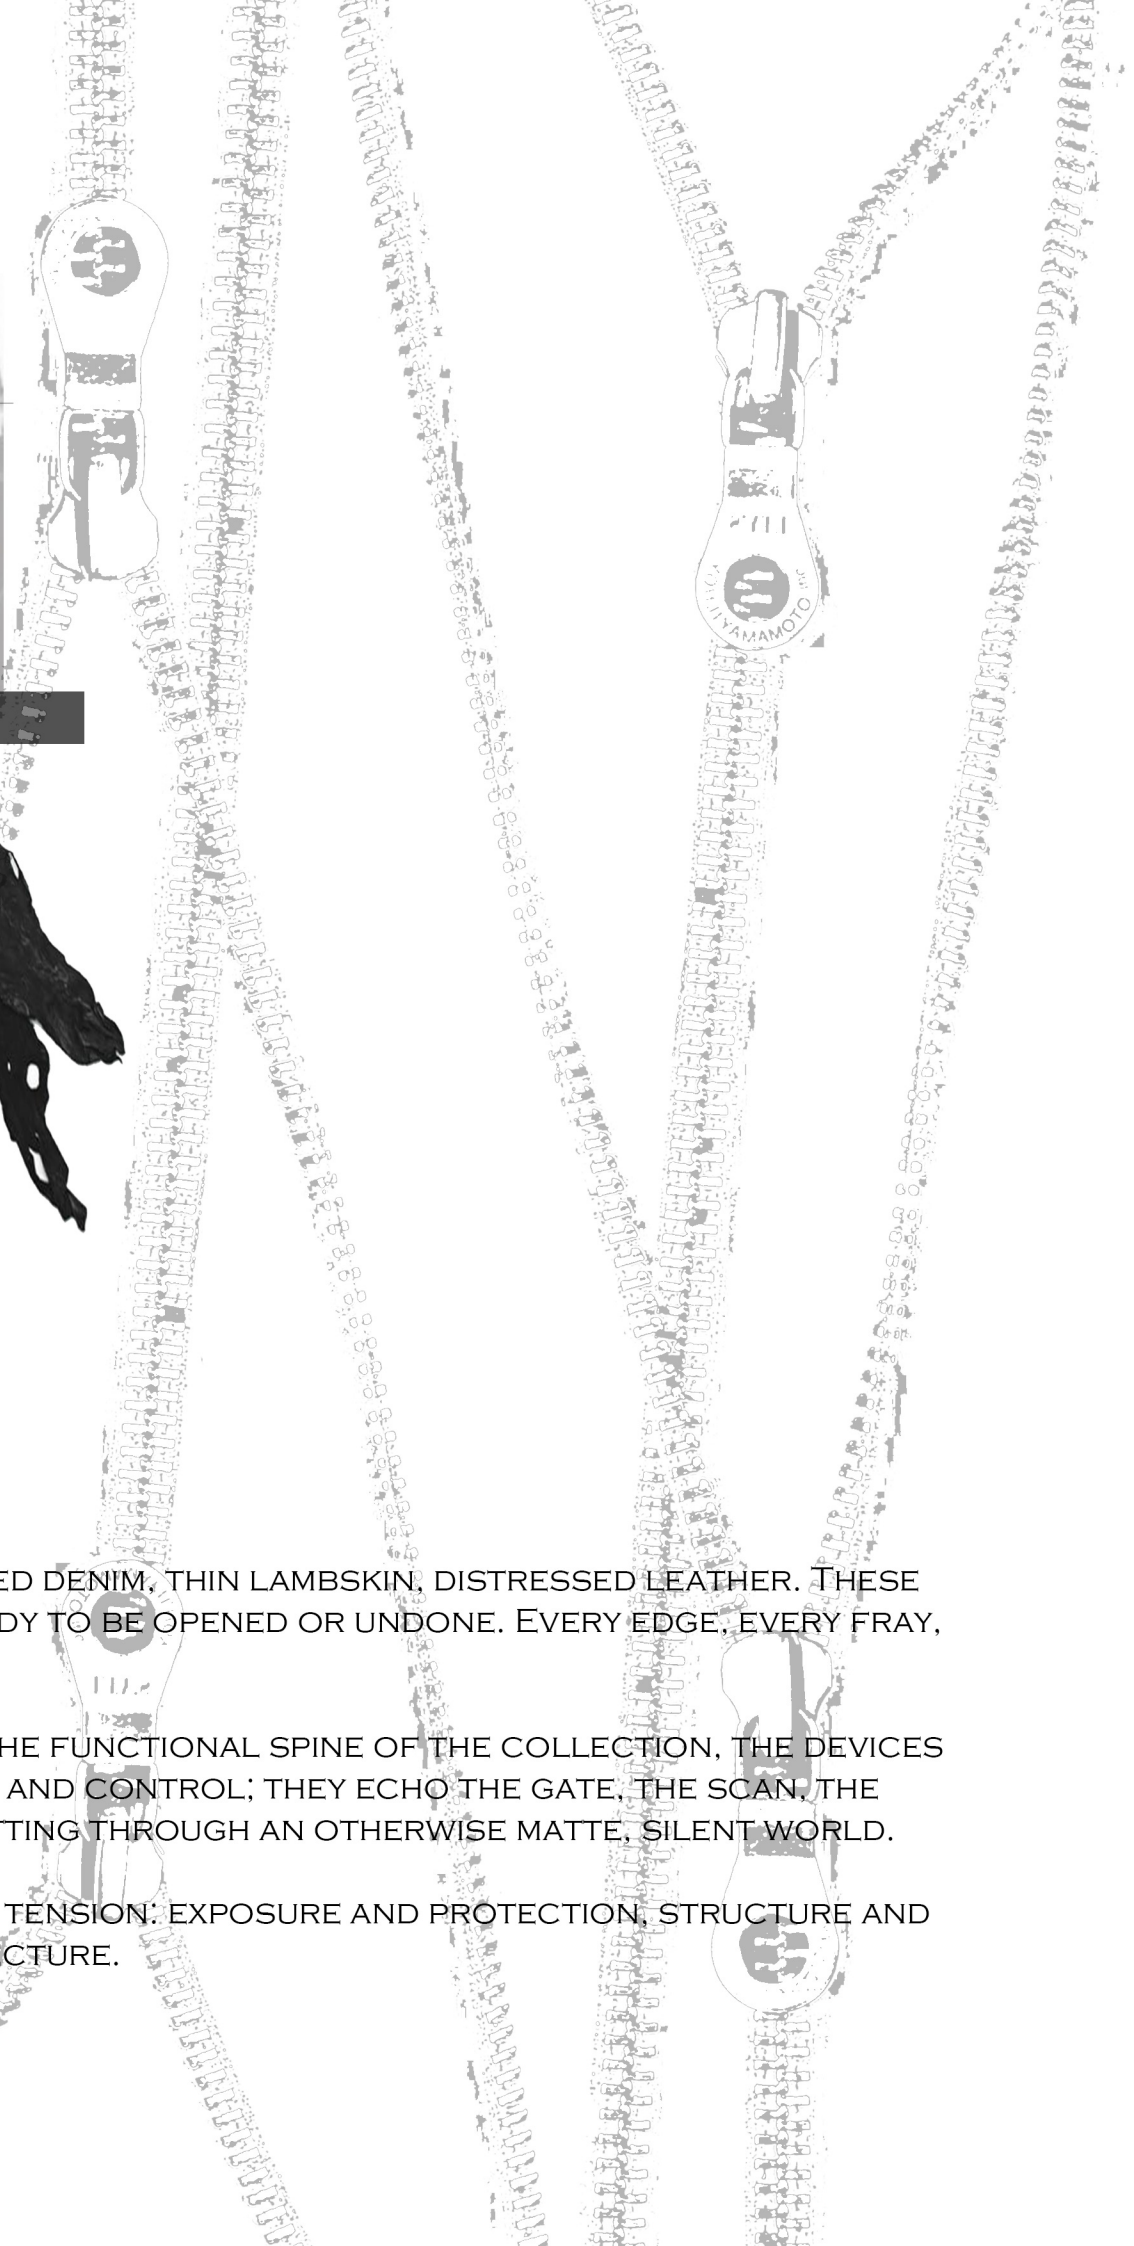 YOHJI YAMAMOTO INC
ED DENIM, THIN LAMBSKIN, DISTRESSED LEATHER. THESE
DY TO BE OPENED OR UNDONE. EVERY EDGE, EVERY FRAY,
HE FUNCTIONAL SPINE OF THE COLLECTION, THE DEVICES
AND CONTROL; THEY ECHO THE GATE, THE SCAN, THE
TTING THROUGH AN OTHERWISE MATTE, SILENT WORLD.
TENSION: EXPOSURE AND PROTECTION, STRUCTURE AND
CTURE.